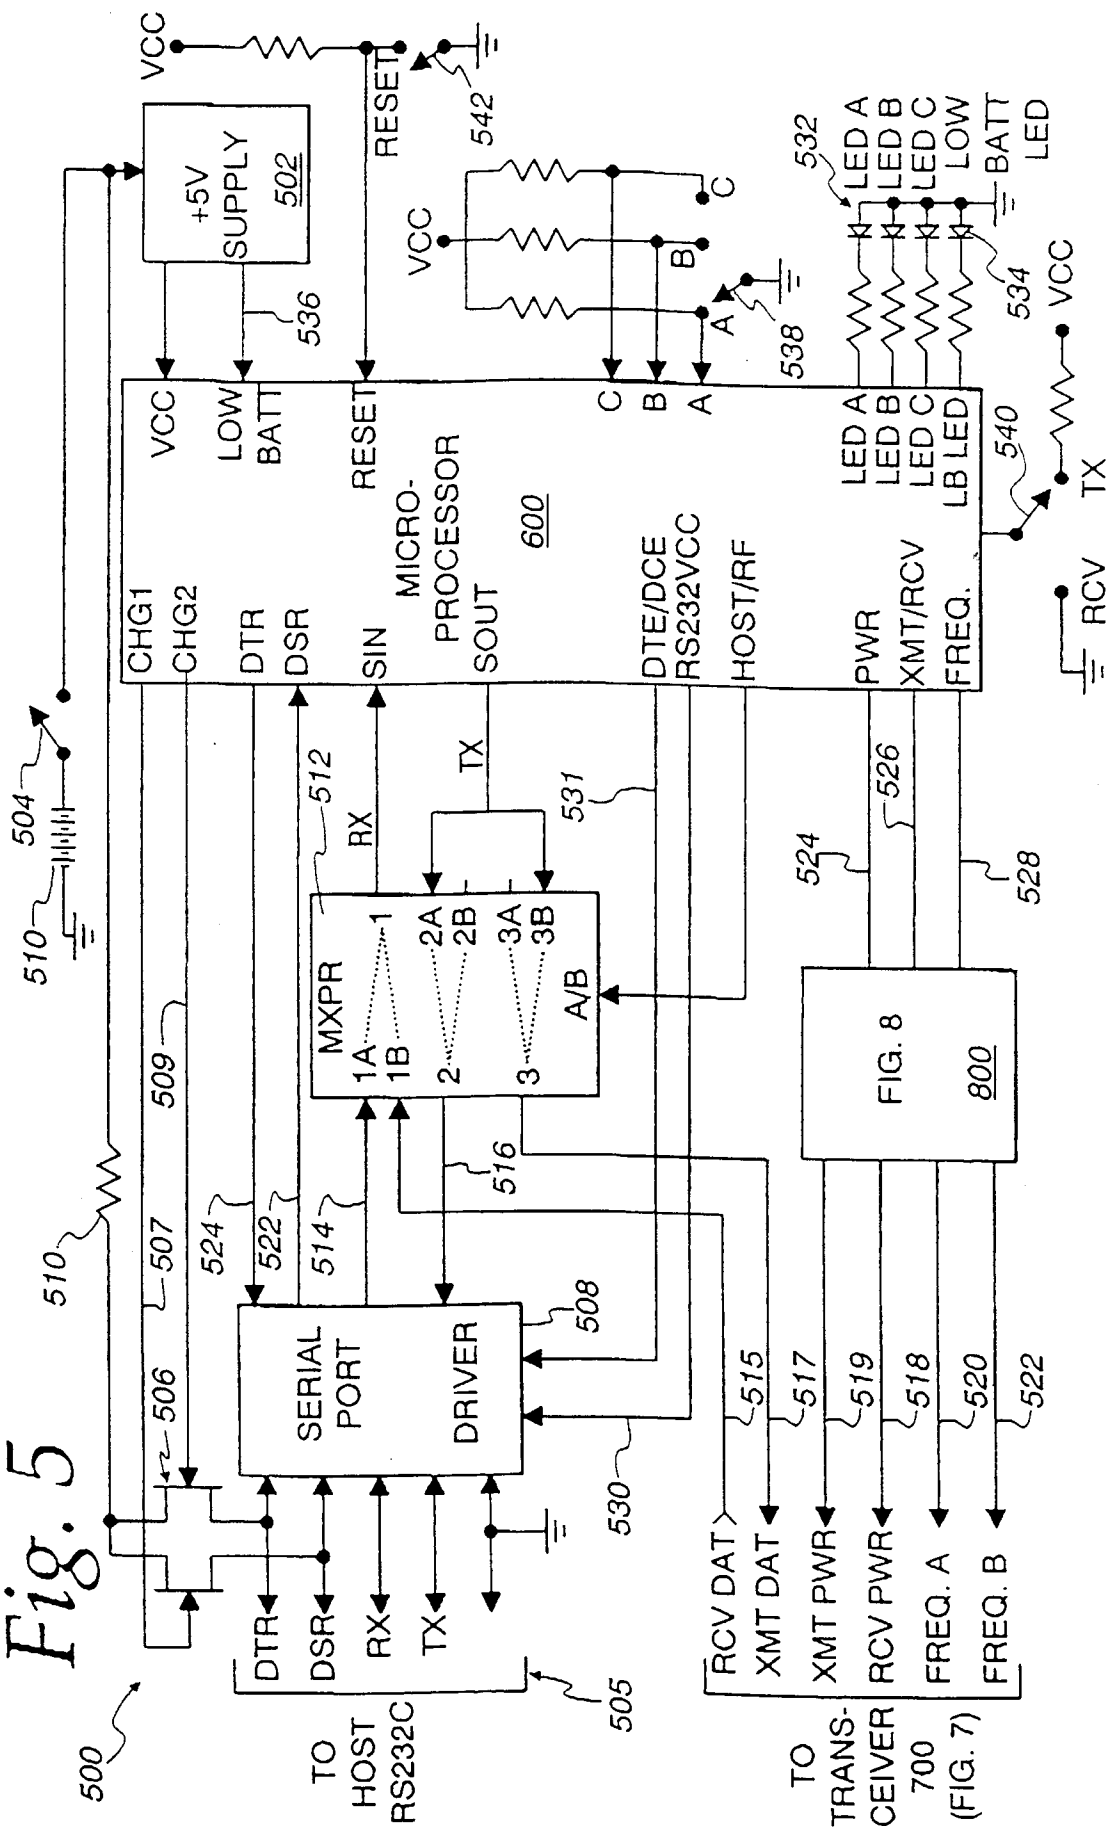 Fig. 5
500
510
504
510
506
507
509
VCC
+5V
SUPPLY
502
536
VCC
RESET
542
CHG1
CHG2
DTR
DSR
SIN
SOUT
DTE/DCE
RS232VCC
HOST/RF
PWR
XMT/RCV
FREQ.
MICRO-
PROCESSOR
600
VCC
LOW
BATT
RESET
C
B
A
LED A
LED B
LED C
LB LED
VCC
A
B
C
538
532
LED A
LED B
LED C
LOW
BATT
LED
534
VCC
540
RCV
TX
524
522
514
516
512
MXPR
1A
1B
1
2
2A
2B
3
3A
3B
A/B
RX
TX
531
SERIAL
PORT
DRIVER
508
530
DTR
DSR
RX
TX
TO
HOST
RS232C
505
524
526
528
FIG. 8
800
RCV DAT
XMT DAT
XMT PWR
RCV PWR
FREQ. A
FREQ. B
515
517
519
518
520
522
TO
TRANS-
CEIVER
700
(FIG. 7)